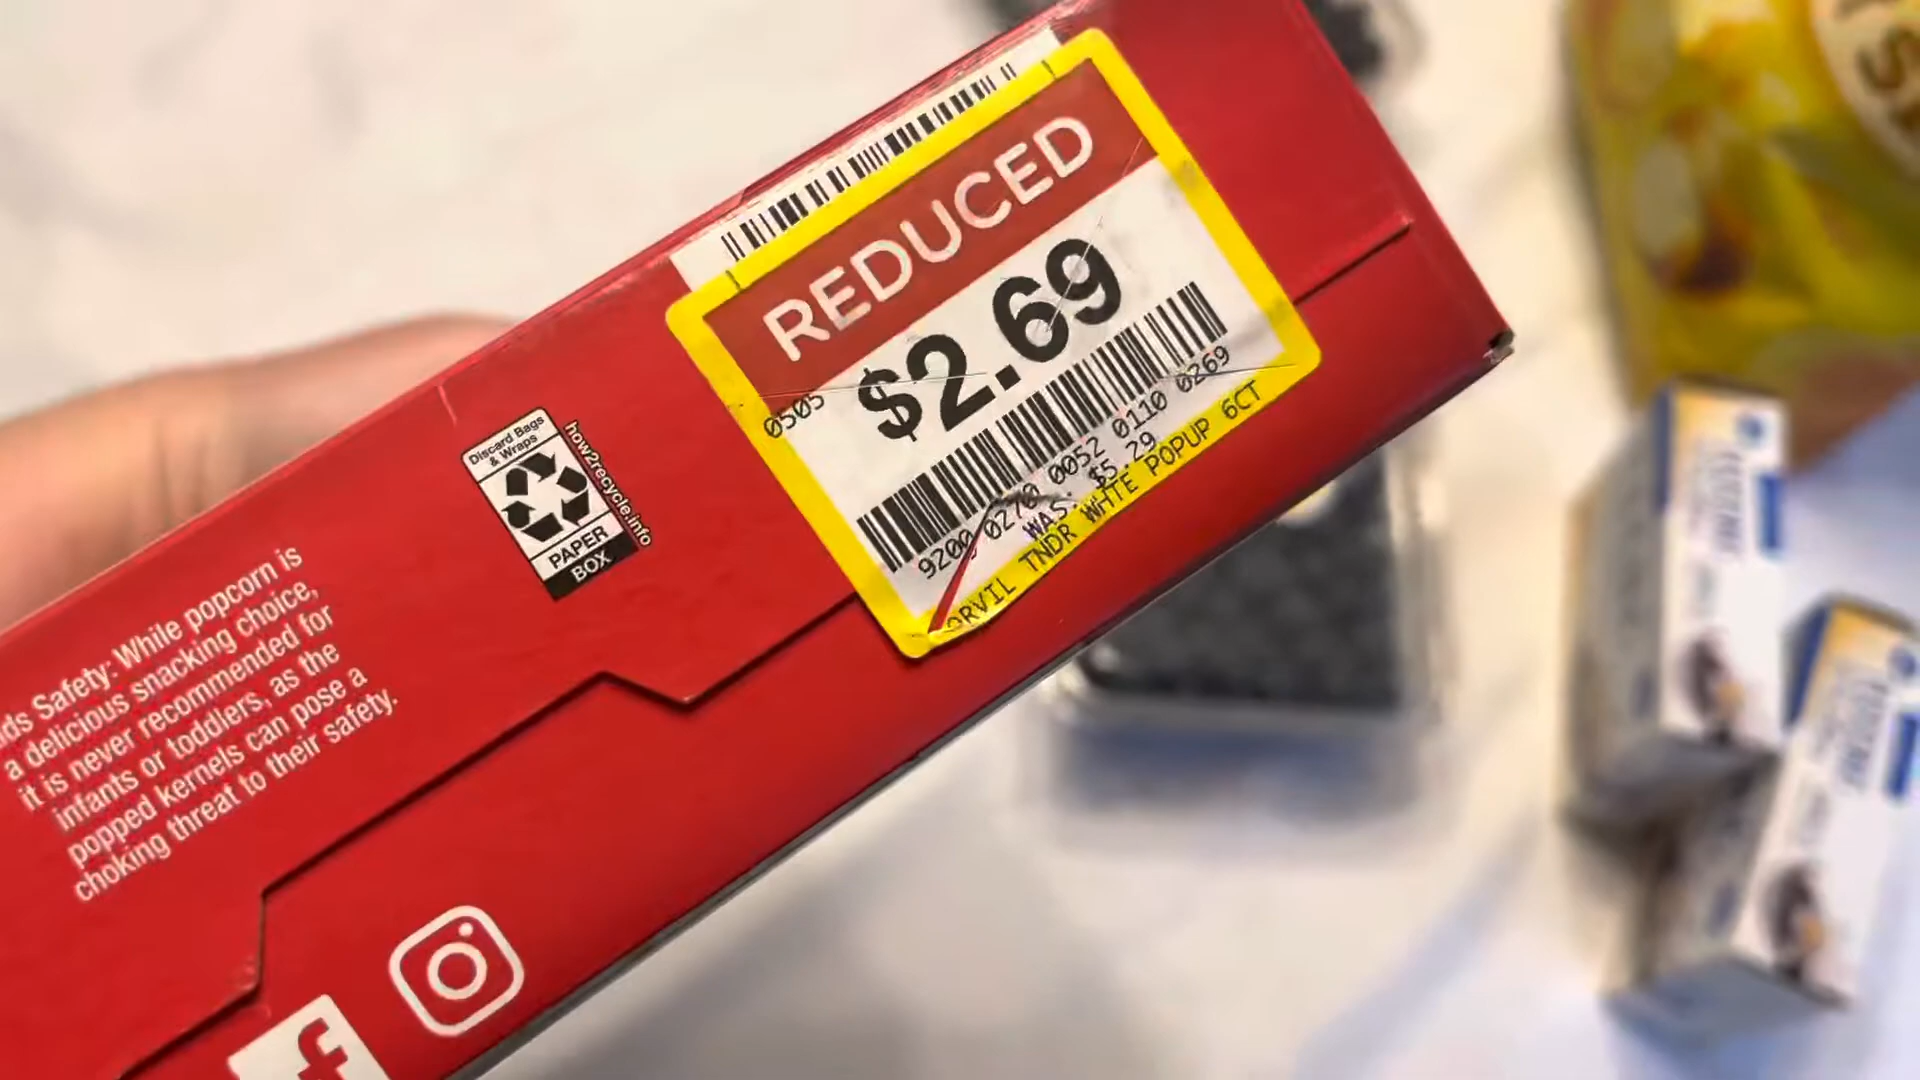 REDUCED
$2.69
0505
9200 0270 0052 0110 0269
WAS: $5.29
ORVIL TNDR WHTE POPUP 6CT
Discard Bags
& Wraps
PAPER
BOX
how2recycle.info
ds Safety: While popcorn is
a delicious snacking choice,
it is never recommended for
infants or toddlers, as the
popped kernels can pose a
choking threat to their safety.